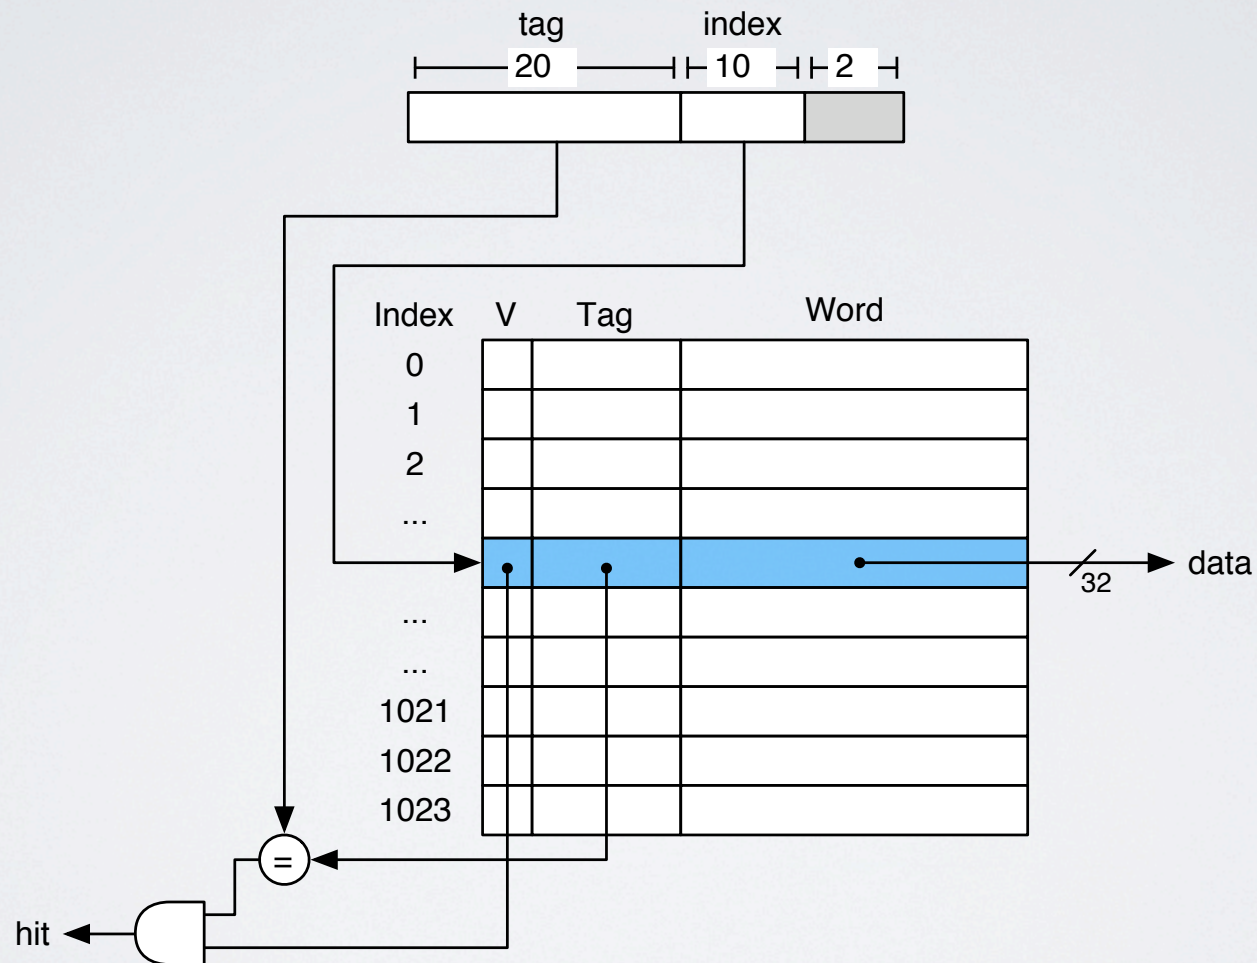 tag index
20 10 2
Index V Tag Word
0
1
2
...
data
32
...
...
1021
1022
1023
=
hit